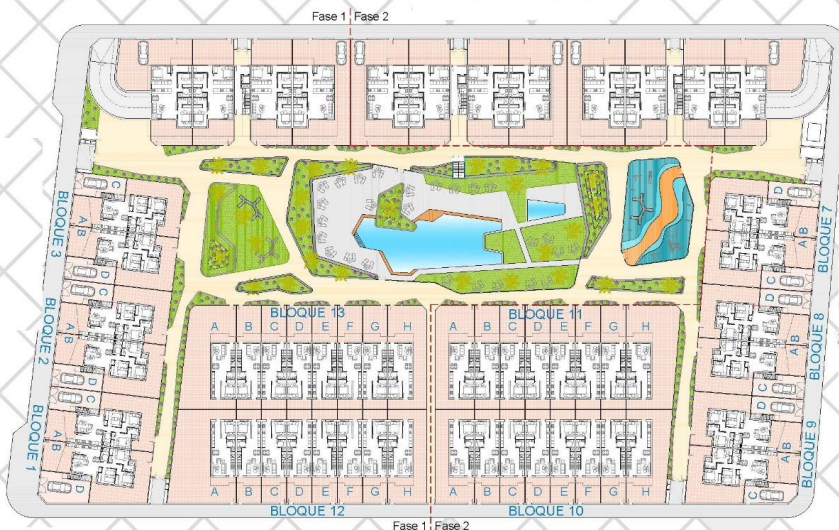 Fase 1 Fase 2
BLOQUE 3
C
A B
D
BLOQUE 2
C
A B
D
BLOQUE 1
C
A B
D
D
A B
C
BLOQUE 7
D
A B
C
BLOQUE 8
D
A B
C
BLOQUE 9
BLOQUE 13
A B C D E F G H
BLOQUE 11
A B C D E F G H
A B C D E F G H
BLOQUE 12
A B C D E F G H
BLOQUE 10
Fase 1 Fase 2